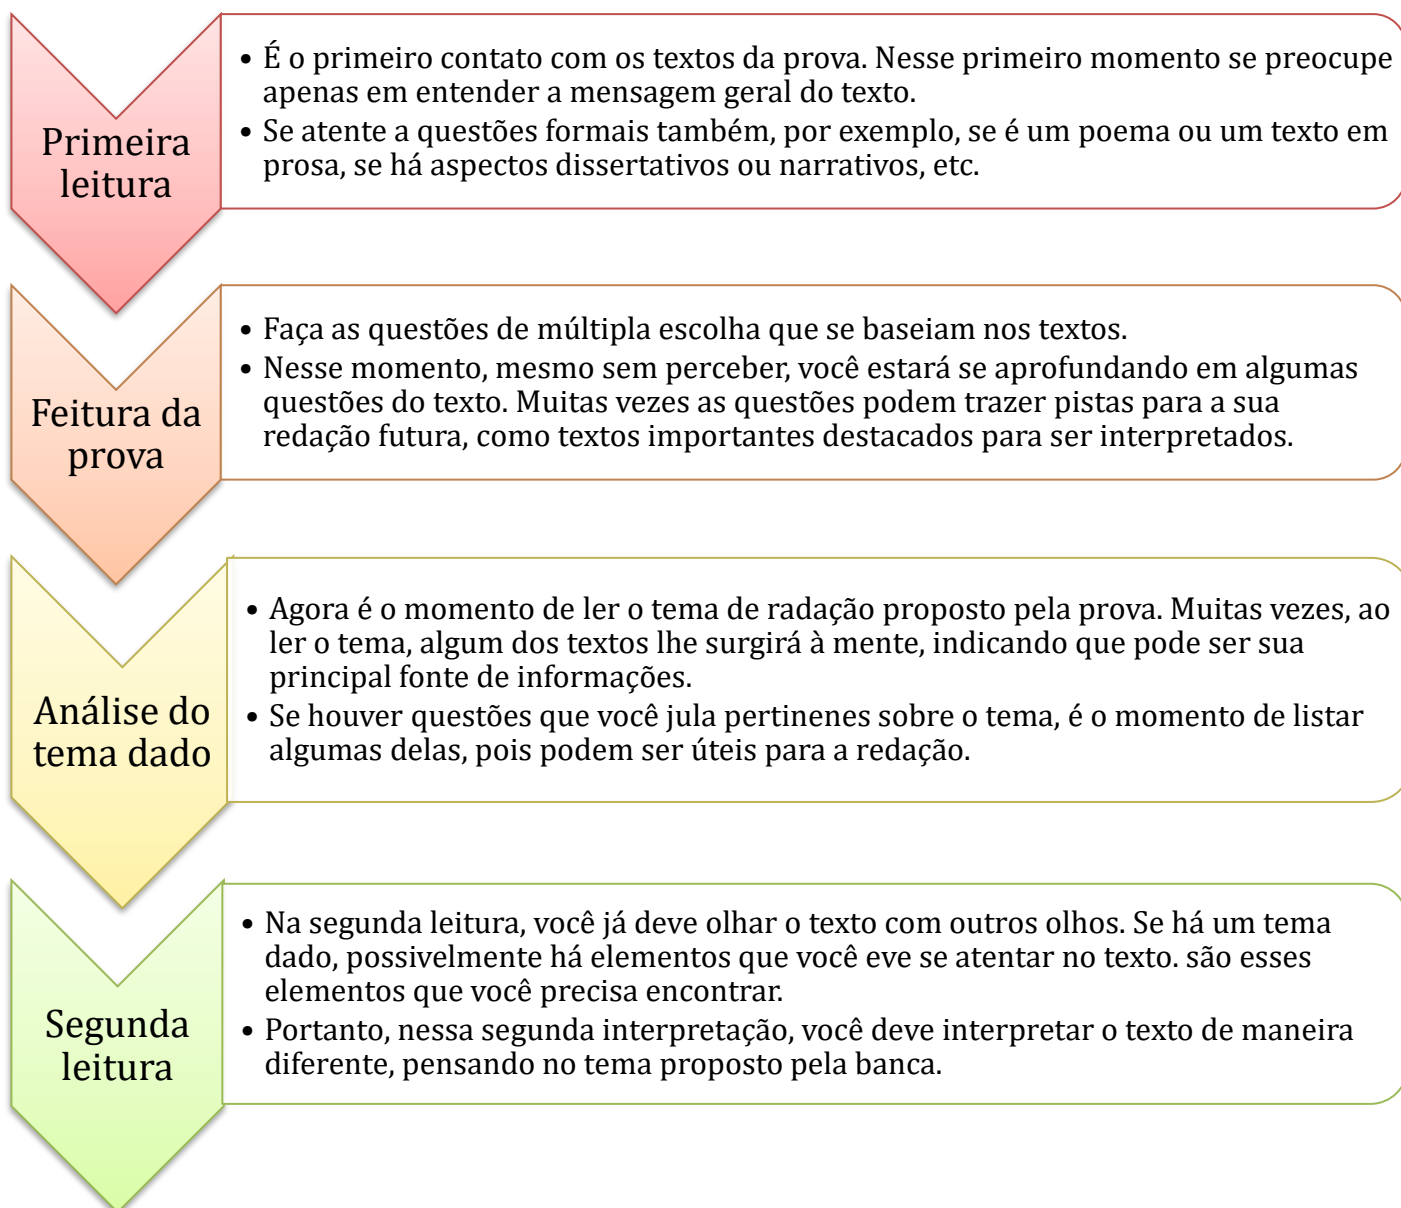 Primeira
leitura
• É o primeiro contato com os textos da prova. Nesse primeiro momento se preocupe
apenas em entender a mensagem geral do texto.
• Se atente a questões formais também, por exemplo, se é um poema ou um texto em
prosa, se há aspectos dissertativos ou narrativos, etc.
Feitura da
prova
• Faça as questões de múltipla escolha que se baseiam nos textos.
• Nesse momento, mesmo sem perceber, você estará se aprofundando em algumas
questões do texto. Muitas vezes as questões podem trazer pistas para a sua
redação futura, como textos importantes destacados para ser interpretados.
Análise do
tema dado
• Agora é o momento de ler o tema de radação proposto pela prova. Muitas vezes, ao
ler o tema, algum dos textos lhe surgirá à mente, indicando que pode ser sua
principal fonte de informações.
• Se houver questões que você jula pertinenes sobre o tema, é o momento de listar
algumas delas, pois podem ser úteis para a redação.
Segunda
leitura
• Na segunda leitura, você já deve olhar o texto com outros olhos. Se há um tema
dado, possivelmente há elementos que você eve se atentar no texto. são esses
elementos que você precisa encontrar.
• Portanto, nessa segunda interpretação, você deve interpretar o texto de maneira
diferente, pensando no tema proposto pela banca.